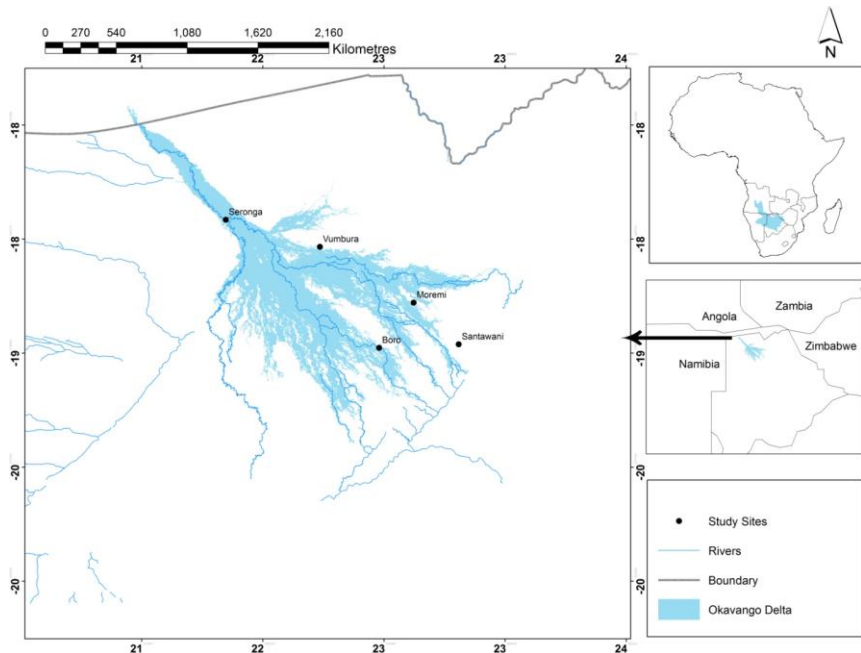 0 270 540 1,080 1,620 2,160
Kilometres
N
21 22 23 23 24
-18
-18
-19
-20
-20
-18
-18
-19
-20
-20
21 22 23 23 24
Seronga
Vumbura
Moremi
Boro
Santawani
Angola
Zambia
Zimbabwe
Namibia
Study Sites
Rivers
Boundary
Okavango Delta